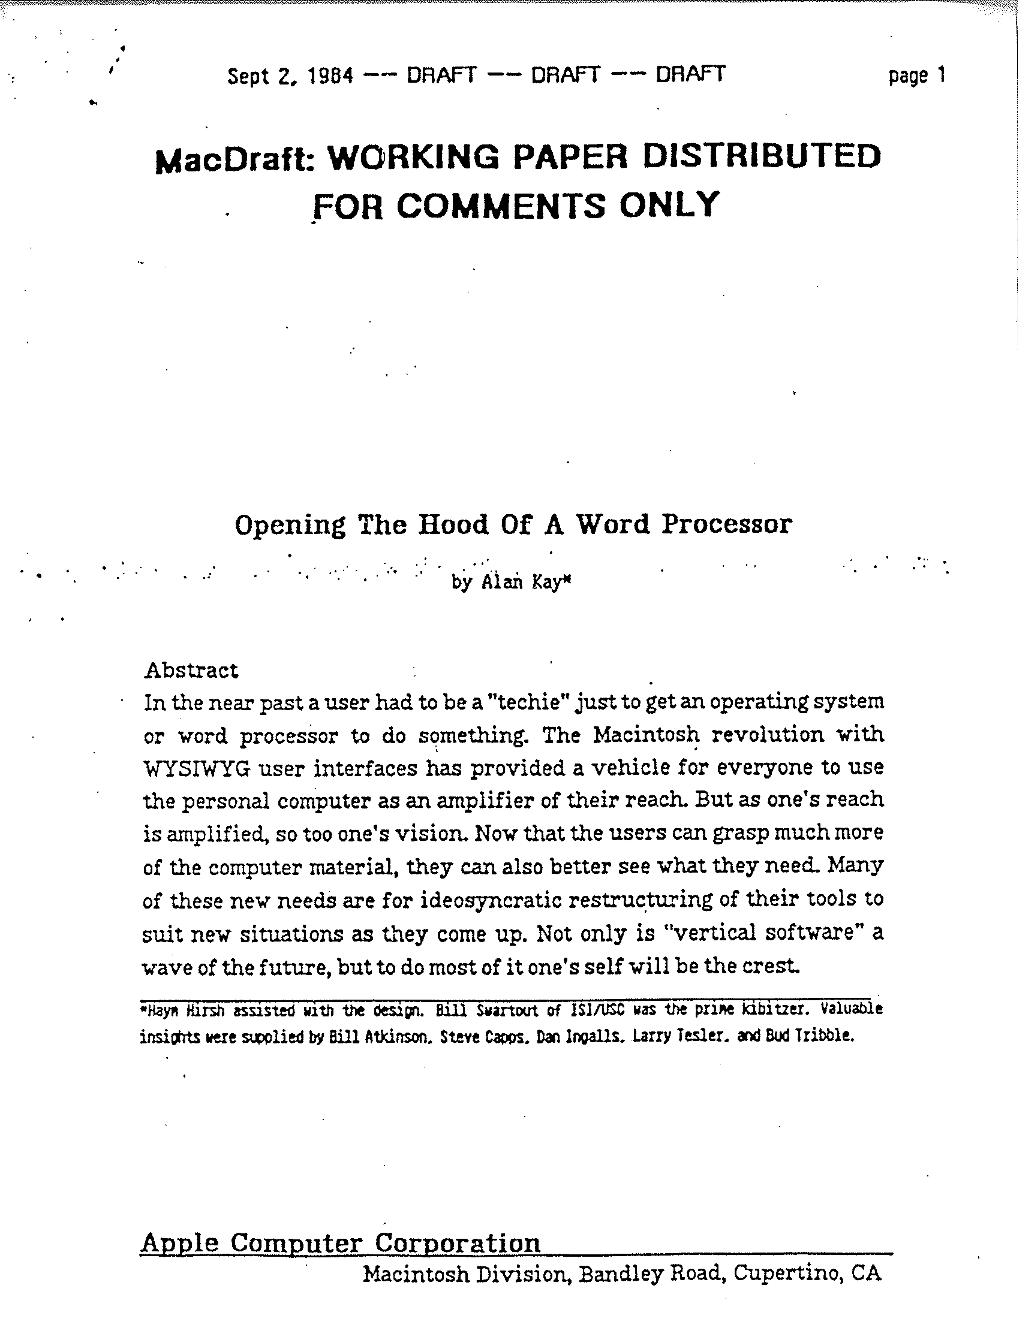 Sept 2, 1984 -- DRAFT -- DRAFT -- DRAFT page 1
MacDraft: WORKING PAPER DISTRIBUTED
FOR COMMENTS ONLY
Opening The Hood Of A Word Processor
by Alan Kay*
Abstract
In the near past a user had to be a "techie" just to get an operating system
or word processor to do something. The Macintosh revolution with
WYSIWYG user interfaces has provided a vehicle for everyone to use
the personal computer as an amplifier of their reach. But as one's reach
is amplified, so too one's vision. Now that the users can grasp much more
of the computer material, they can also better see what they need. Many
of these new needs are for ideosyncratic restructuring of their tools to
suit new situations as they come up. Not only is "vertical software" a
wave of the future, but to do most of it one's self will be the crest.
*Haym Hirsh assisted with the design. Bill Swartout of ISI/USC was the prime kibitzer. Valuable
insights were supplied by Bill Atkinson, Steve Capps, Dan Ingalls, Larry Tesler, and Bud Tribble.
Apple Computer Corporation
Macintosh Division, Bandley Road, Cupertino, CA